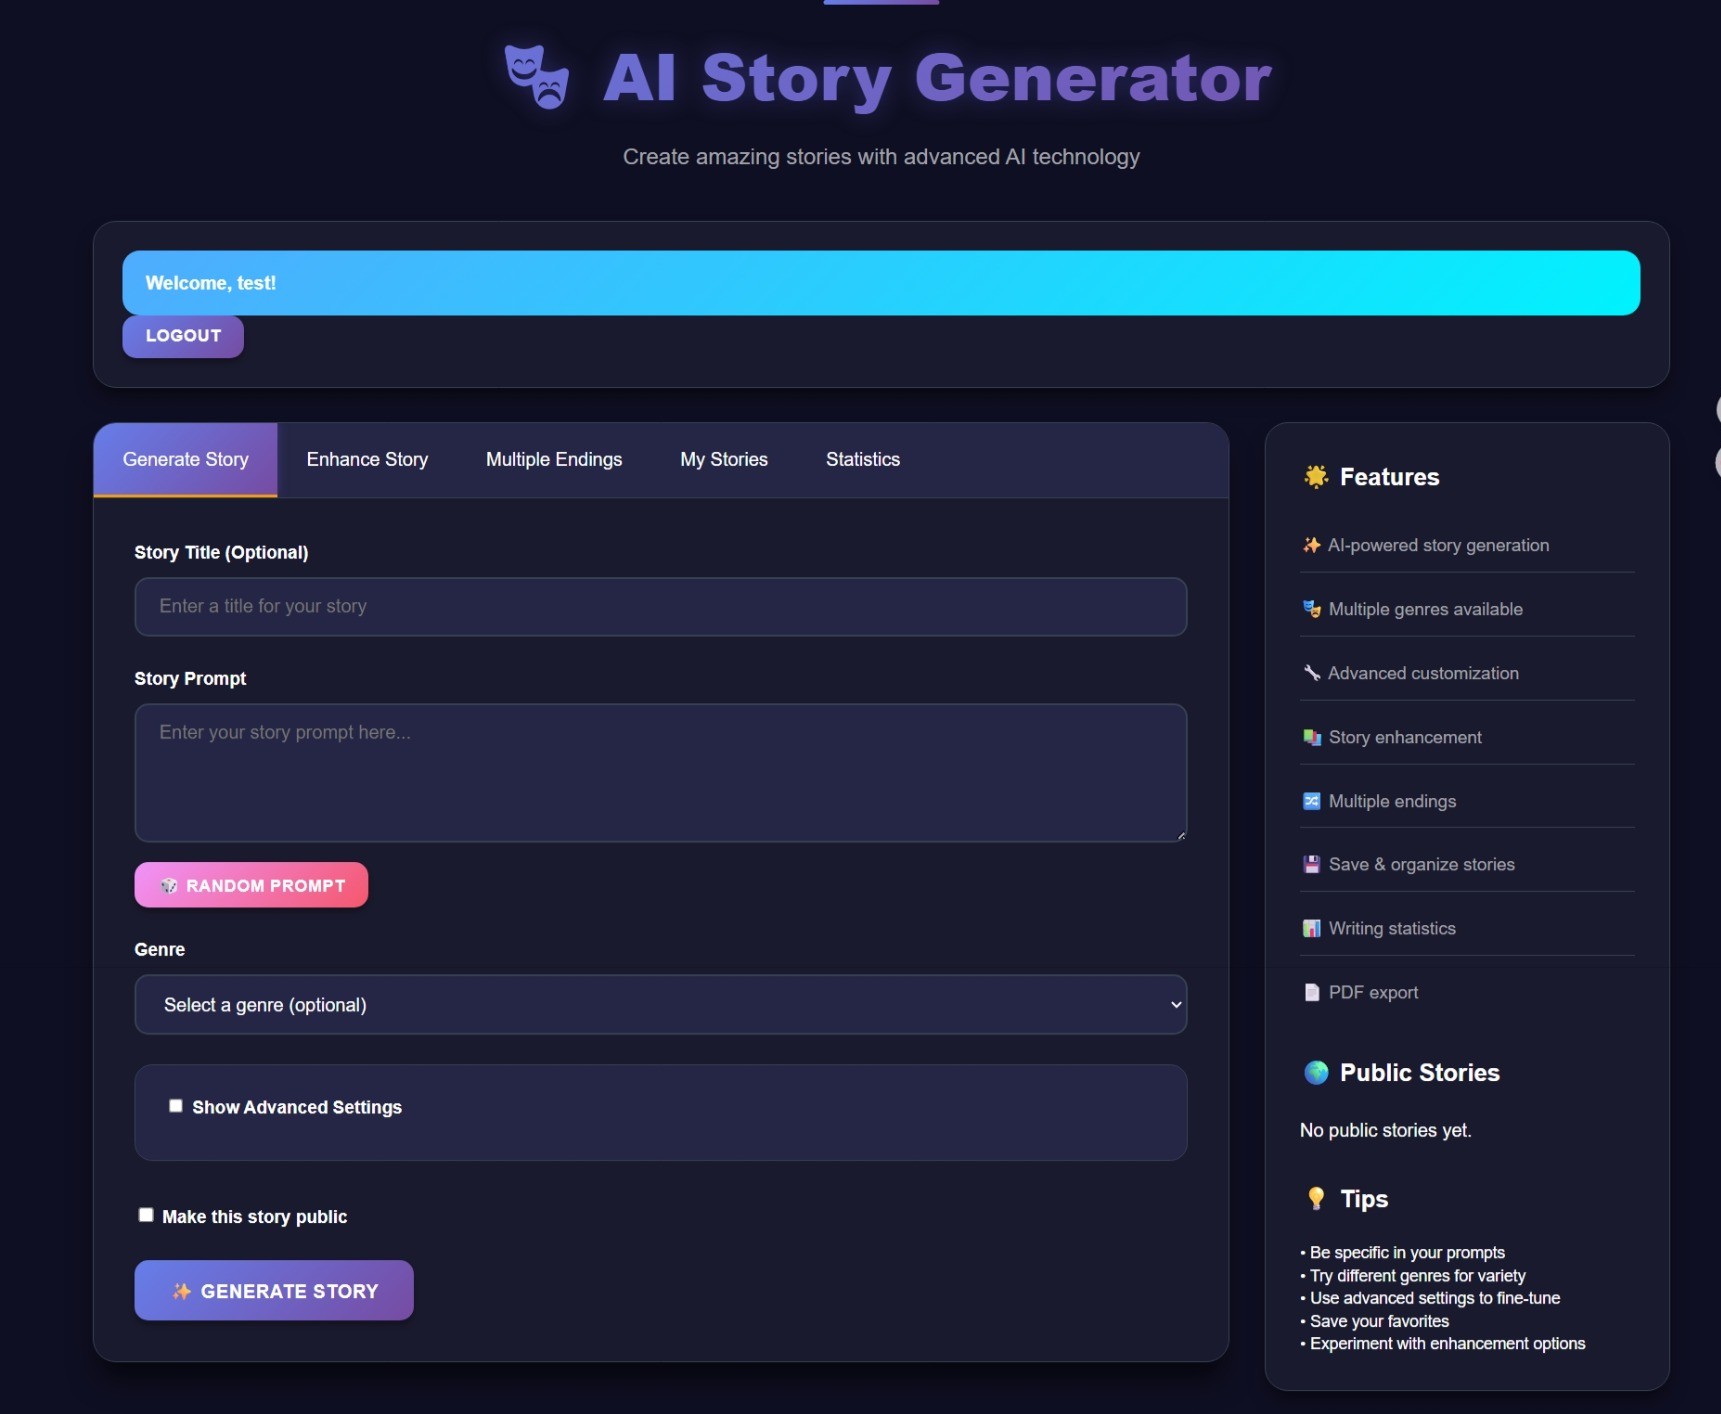 AI Story Generator
Create amazing stories with advanced AI technology
Welcome, test!
LOGOUT
Generate Story
Enhance Story
Multiple Endings
My Stories
Statistics
Story Title (Optional)
Enter a title for your story
Story Prompt
Enter your story prompt here...
RANDOM PROMPT
Genre
Select a genre (optional)
Show Advanced Settings
Make this story public
GENERATE STORY
Features
AI-powered story generation
Multiple genres available
Advanced customization
Story enhancement
Multiple endings
Save & organize stories
Writing statistics
PDF export
Public Stories
No public stories yet.
Tips
• Be specific in your prompts
• Try different genres for variety
• Use advanced settings to fine-tune
• Save your favorites
• Experiment with enhancement options